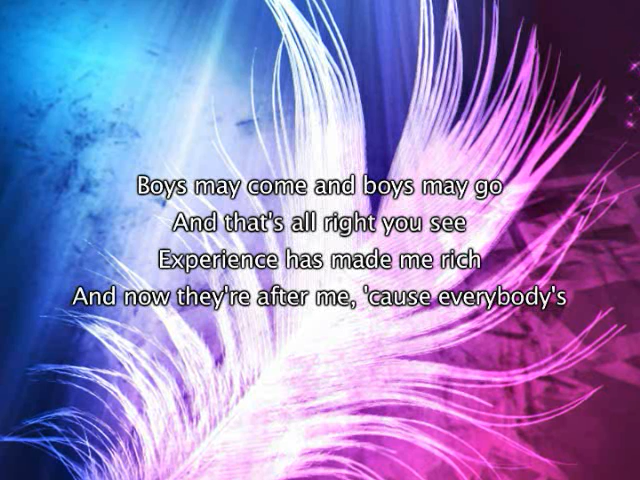 Boys may come and boys may go
And that's all right you see
Experience has made me rich
And now they're after me, 'cause everybody's